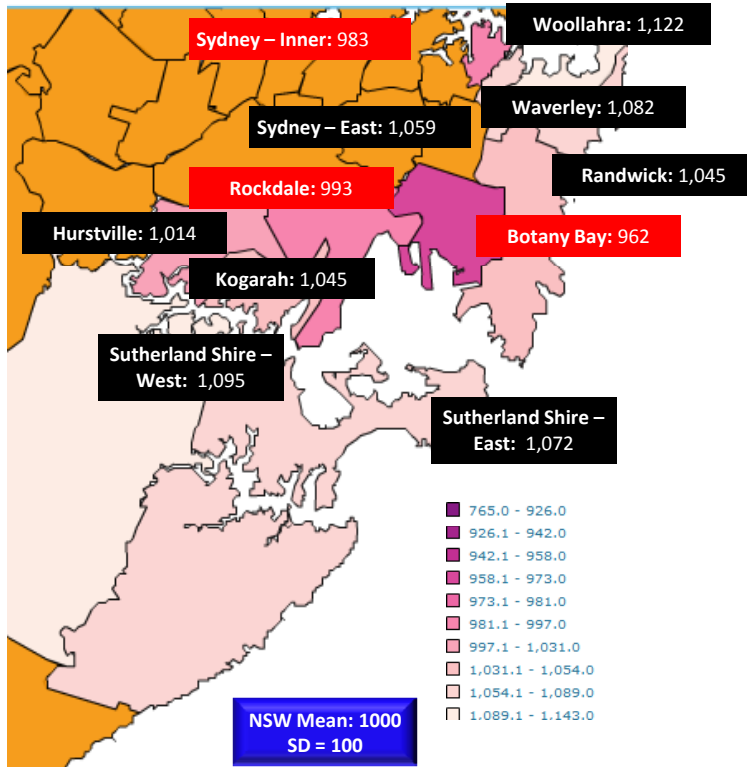 Woollahra: 1,122
Sydney – Inner: 983
Waverley: 1,082
Sydney – East: 1,059
Randwick: 1,045
Rockdale: 993
Hurstville: 1,014
Botany Bay: 962
Kogarah: 1,045
Sutherland Shire –
West: 1,095
Sutherland Shire –
East: 1,072
765.0 - 926.0
926.1 - 942.0
942.1 - 958.0
958.1 - 973.0
973.1 - 981.0
981.1 - 997.0
997.1 - 1,031.0
1,031.1 - 1,054.0
1,054.1 - 1,089.0
1,089.1 - 1,143.0
NSW Mean: 1000
SD = 100